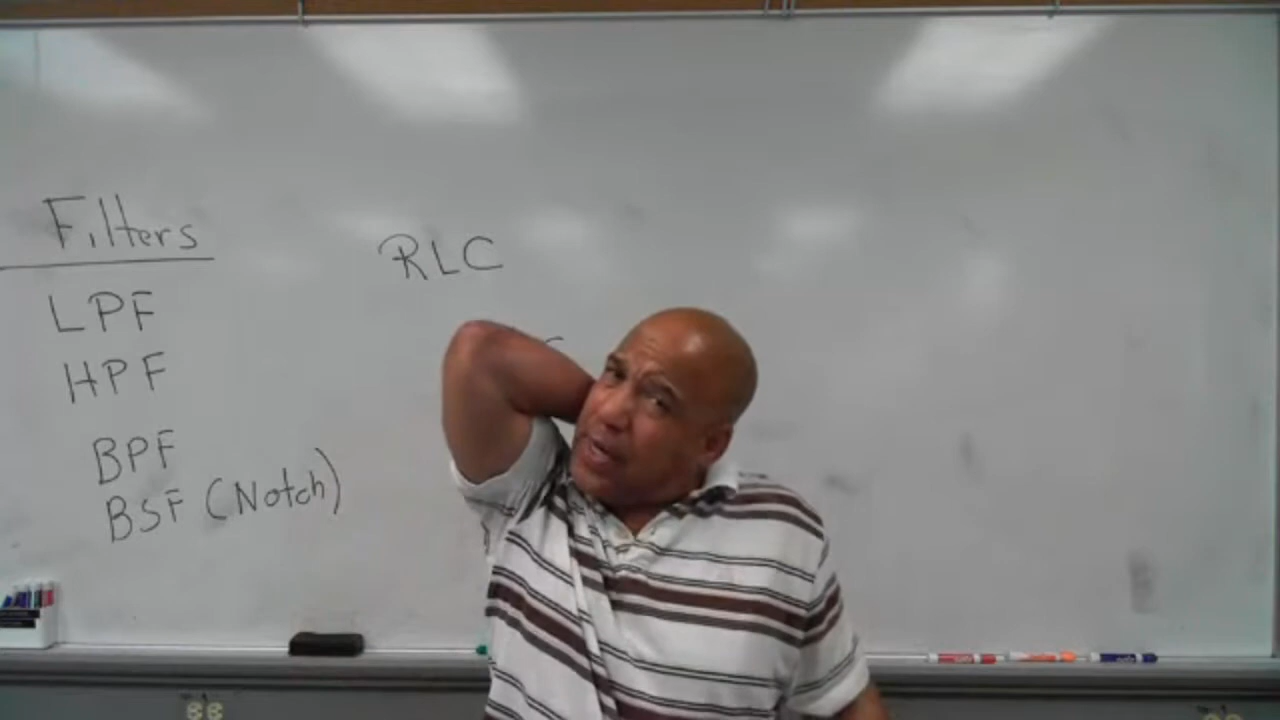 Filters
LPF
HPF
BPF
BSF (Notch)
RLC